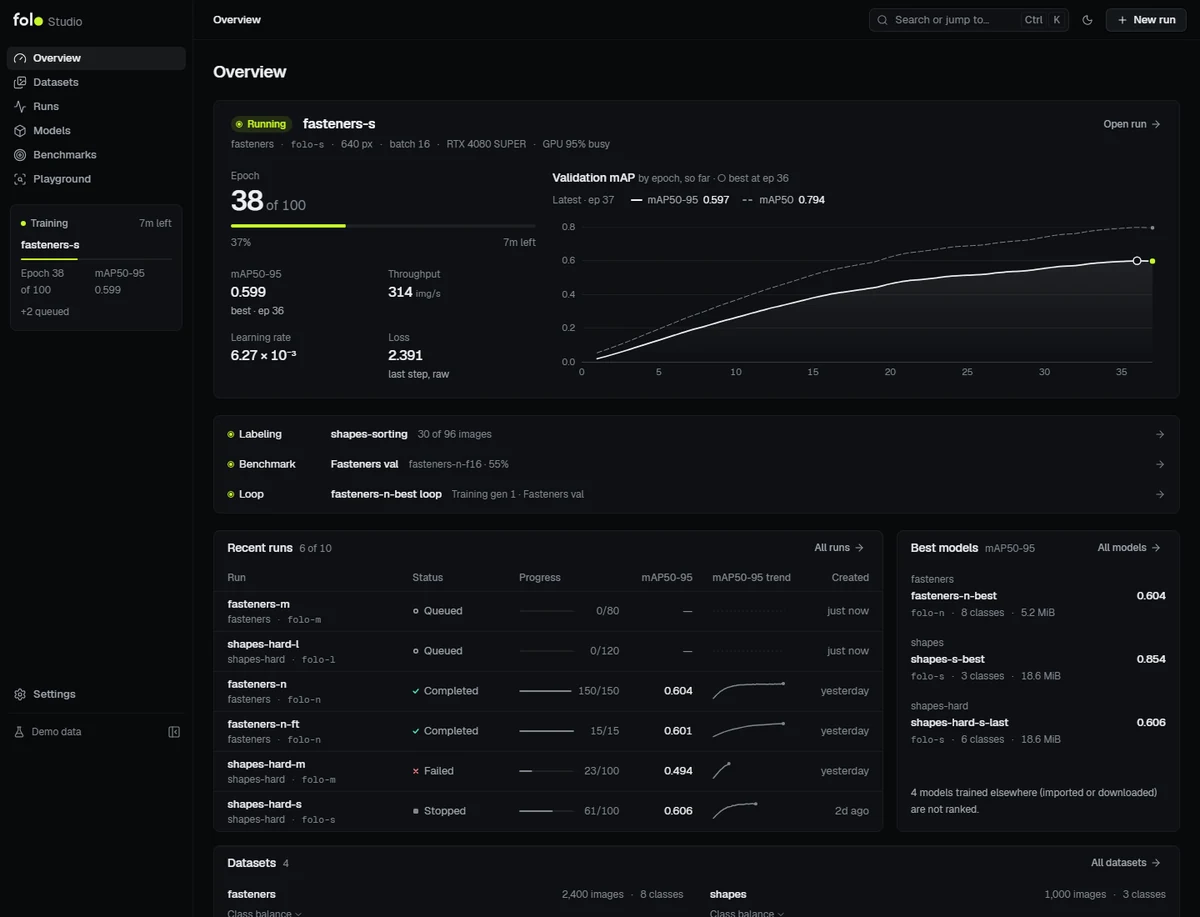 folo Studio
Overview
Search or jump to...
Ctrl K
New run
Overview
Datasets
Runs
Models
Benchmarks
Playground
Training 7m left
fasteners-s
Epoch 38 of 100
mAP50-95 0.599
+2 queued
Settings
Demo data
Overview
Running fasteners-s
Open run →
fasteners · folo-s · 640 px · batch 16 · RTX 4080 SUPER · GPU 95% busy
Epoch
38 of 100
37% 7m left
mAP50-95
0.599
best · ep 36
Throughput
314 img/s
Learning rate
6.27 × 10⁻³
Loss
2.391
last step, raw
Validation mAP by epoch, so far · best at ep 36
Latest · ep 37 mAP50-95 0.597 mAP50 0.794
0.8
0.6
0.4
0.2
0.0
0 5 10 15 20 25 30 35
Labeling shapes-sorting 30 of 96 images →
Benchmark Fasteners val fasteners-n-f16 · 55% →
Loop fasteners-n-best loop Training gen 1 · Fasteners val →
Recent runs 6 of 10 All runs →
Run Status Progress mAP50-95 mAP50-95 trend Created
fasteners-m
fasteners · folo-m
Queued 0/80 — just now
shapes-hard-l
shapes-hard · folo-l
Queued 0/120 — just now
fasteners-n
fasteners · folo-n
Completed 150/150 0.604 yesterday
fasteners-n-ft
fasteners · folo-n
Completed 15/15 0.601 yesterday
shapes-hard-m
shapes-hard · folo-m
Failed 23/100 0.494 yesterday
shapes-hard-s
shapes-hard · folo-s
Stopped 61/100 0.606 2d ago
Best models mAP50-95 All models →
fasteners
fasteners-n-best 0.604
folo-n · 8 classes · 5.2 MiB
shapes
shapes-s-best 0.854
folo-s · 3 classes · 18.6 MiB
shapes-hard
shapes-hard-s-last 0.606
folo-s · 6 classes · 18.6 MiB
4 models trained elsewhere (imported or downloaded)
are not ranked.
Datasets 4 All datasets →
fasteners 2,400 images · 8 classes
Class balance
shapes 1,000 images · 3 classes
Class balance